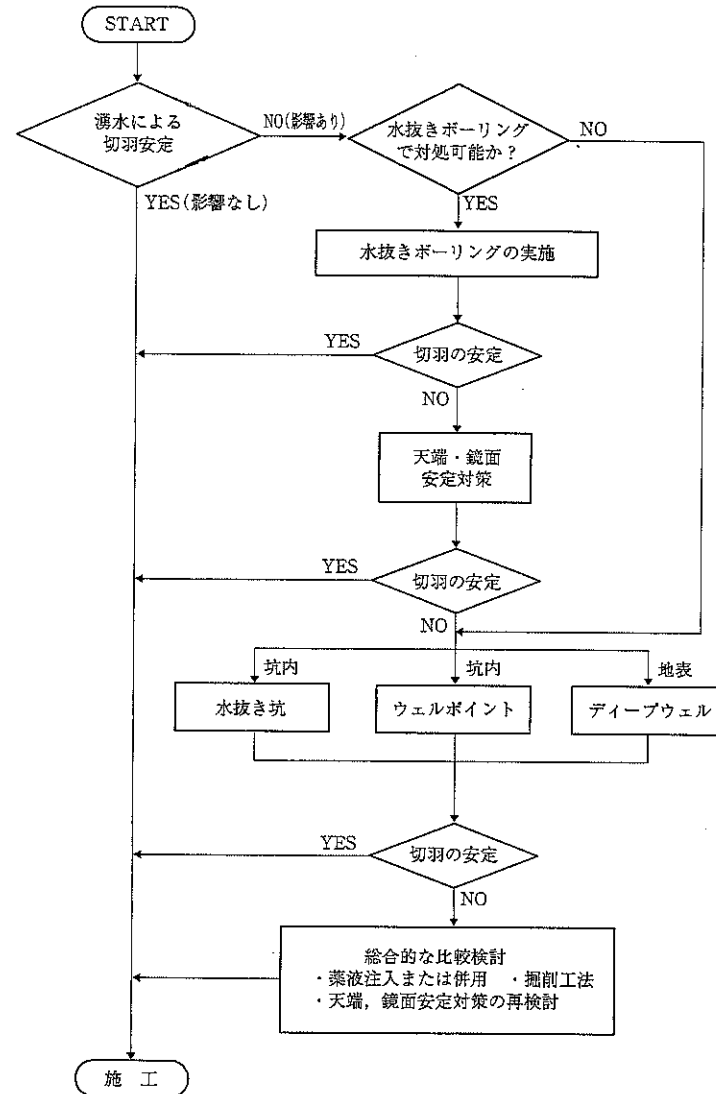 START
湧水による
切羽安定
NO(影響あり)
水抜きボーリング
で対処可能か？
NO
YES(影響なし)
YES
水抜きボーリングの実施
YES
切羽の安定
NO
天端・鏡面
安定対策
YES
切羽の安定
NO
坑内
坑内
地表
水抜き坑
ウェルポイント
ディープウェル
YES
切羽の安定
NO
総合的な比較検討
・薬液注入または併用 ・掘削工法
・天端，鏡面安定対策の再検討
施 工